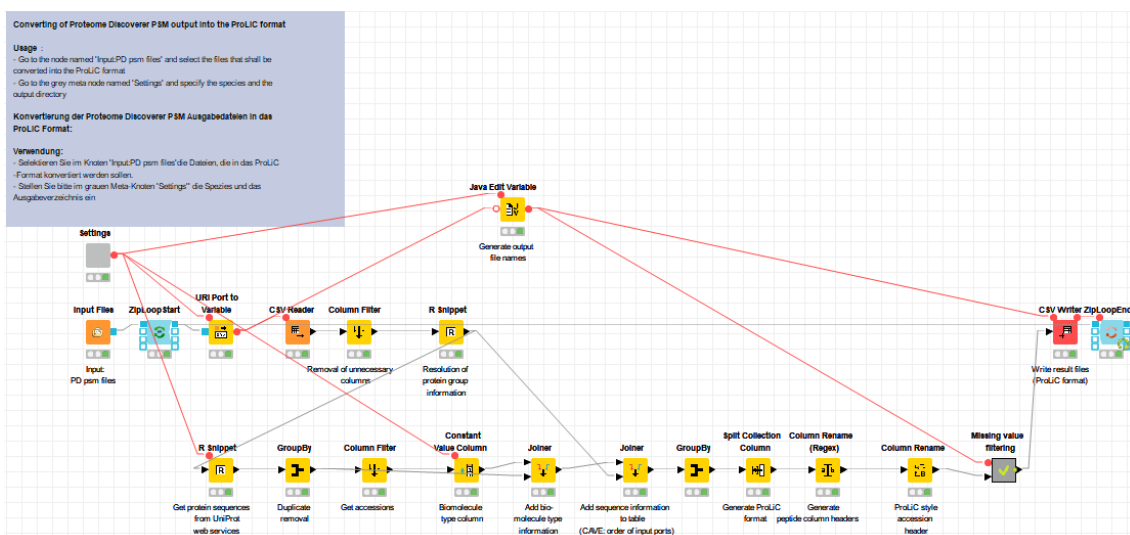 Converting of Proteome Discoverer PSM output into the ProLIC format
Usage :
- Go to the node named 'Input:PD psm files' and select the files that shall be
converted into the ProLiC format
- Go to the grey meta node named "Settings" and specify the species and the
output directory
Konvertierung der Proteome Discoverer PSM Ausgabedateien in das
ProLIC Format:
Verwendung:
- Selektieren Sie im Knoten 'Input:PD psm files'die Dateien, die in das ProLiC
-Format konvertiert werden sollen.
- Stellen Sie bitte im grauen Meta-Knoten "Settings"' die Spezies und das
Ausgabeverzeichnis ein
Java Edit Variable
Generate output
file names
Settings
Input Files
Input:
PD psm files
ZipLoopStart
URI Port to
Variable
CSV Reader
Column Filter
Removal of unnecessary
columns
R Snippet
Resolution of
protein group
information
CSV Writer
Write result files
(ProLiC format)
ZipLoopEnd
R Snippet
Get protein sequences
from UniProt
web services
GroupBy
Duplicate
removal
Column Filter
Get accessions
Constant
Value Column
Biomolecule
type column
Joiner
Add bio-
molecule type
information
Joiner
Add sequence information
to table
(CAVE: order of input ports)
GroupBy
Split Collection
Column
Generate ProLiC
format
Column Rename
(Regex)
Generate
peptide column headers
Column Rename
ProLiC style
accession
header
Missing value
filtering